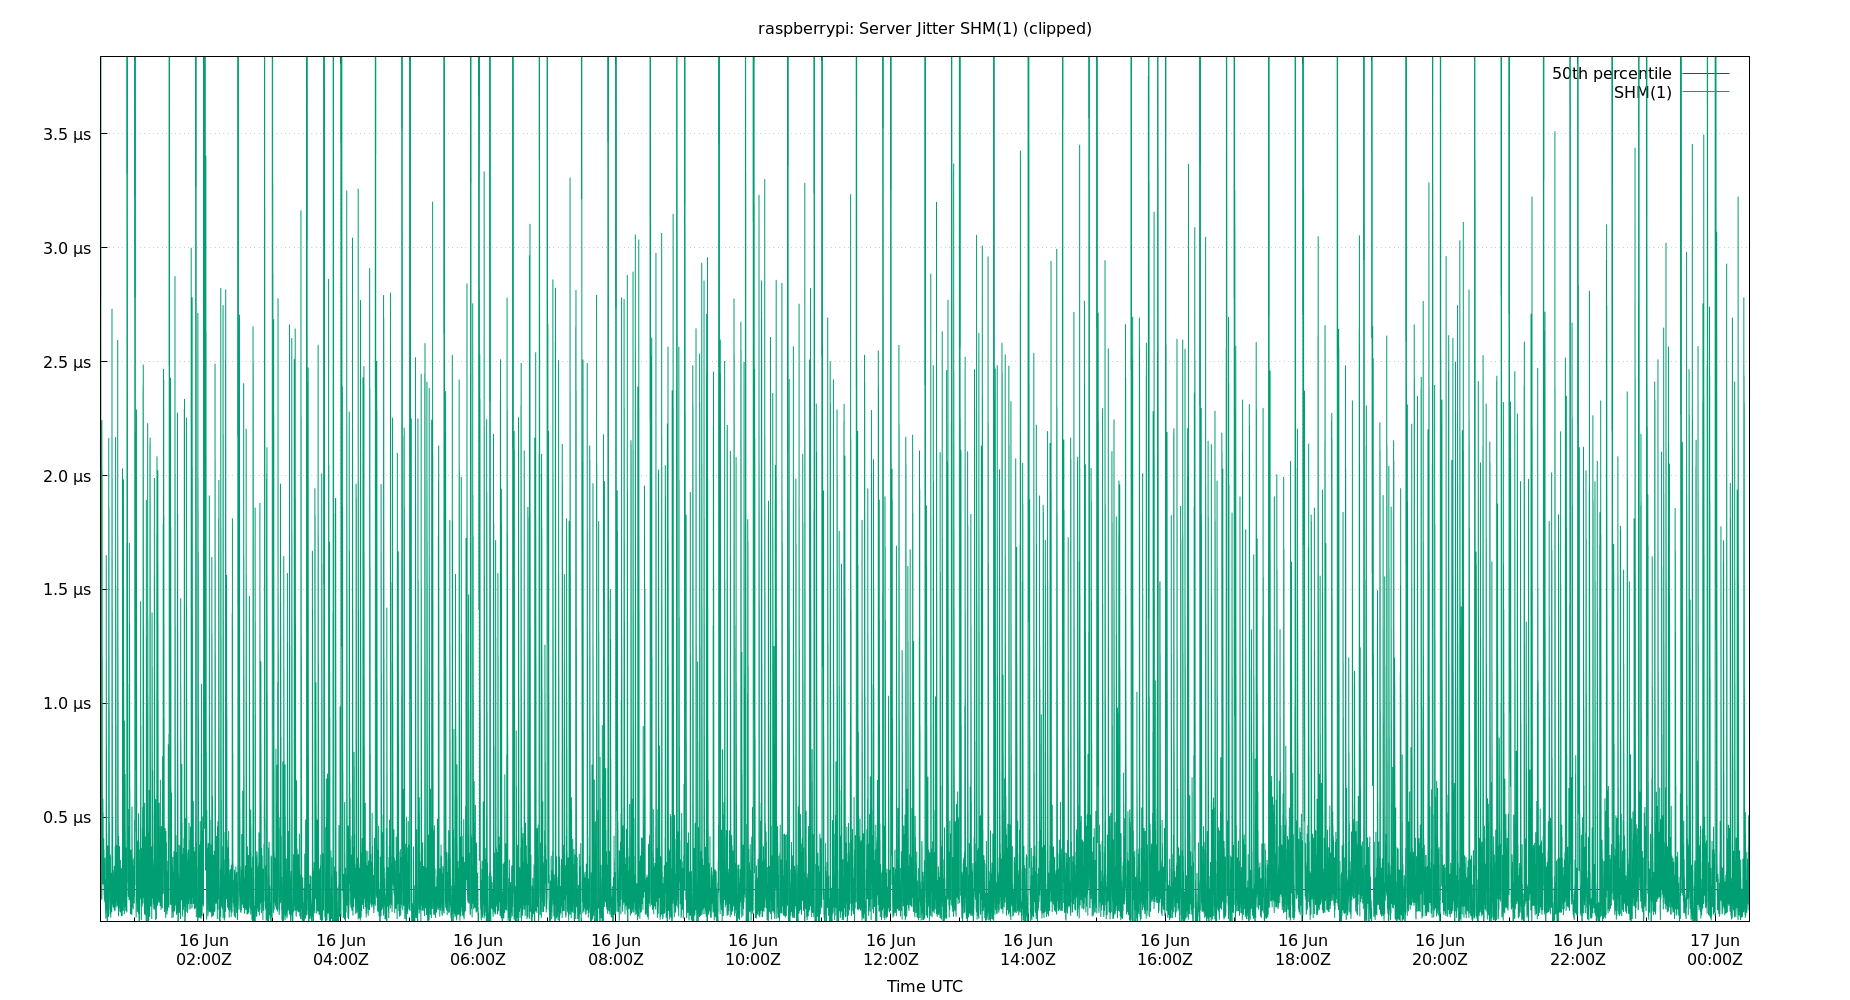 raspberrypi: Server Jitter SHM(1) (clipped)
50th percentile
SHM(1)
3.5 µs
3.0 µs
2.5 µs
2.0 µs
1.5 µs
1.0 µs
0.5 µs
16 Jun 16 Jun 16 Jun 16 Jun 16 Jun 16 Jun 16 Jun 16 Jun 16 Jun 16 Jun 16 Jun 17 Jun
02:00Z 04:00Z 06:00Z 08:00Z 10:00Z 12:00Z 14:00Z 16:00Z 18:00Z 20:00Z 22:00Z 00:00Z
Time UTC